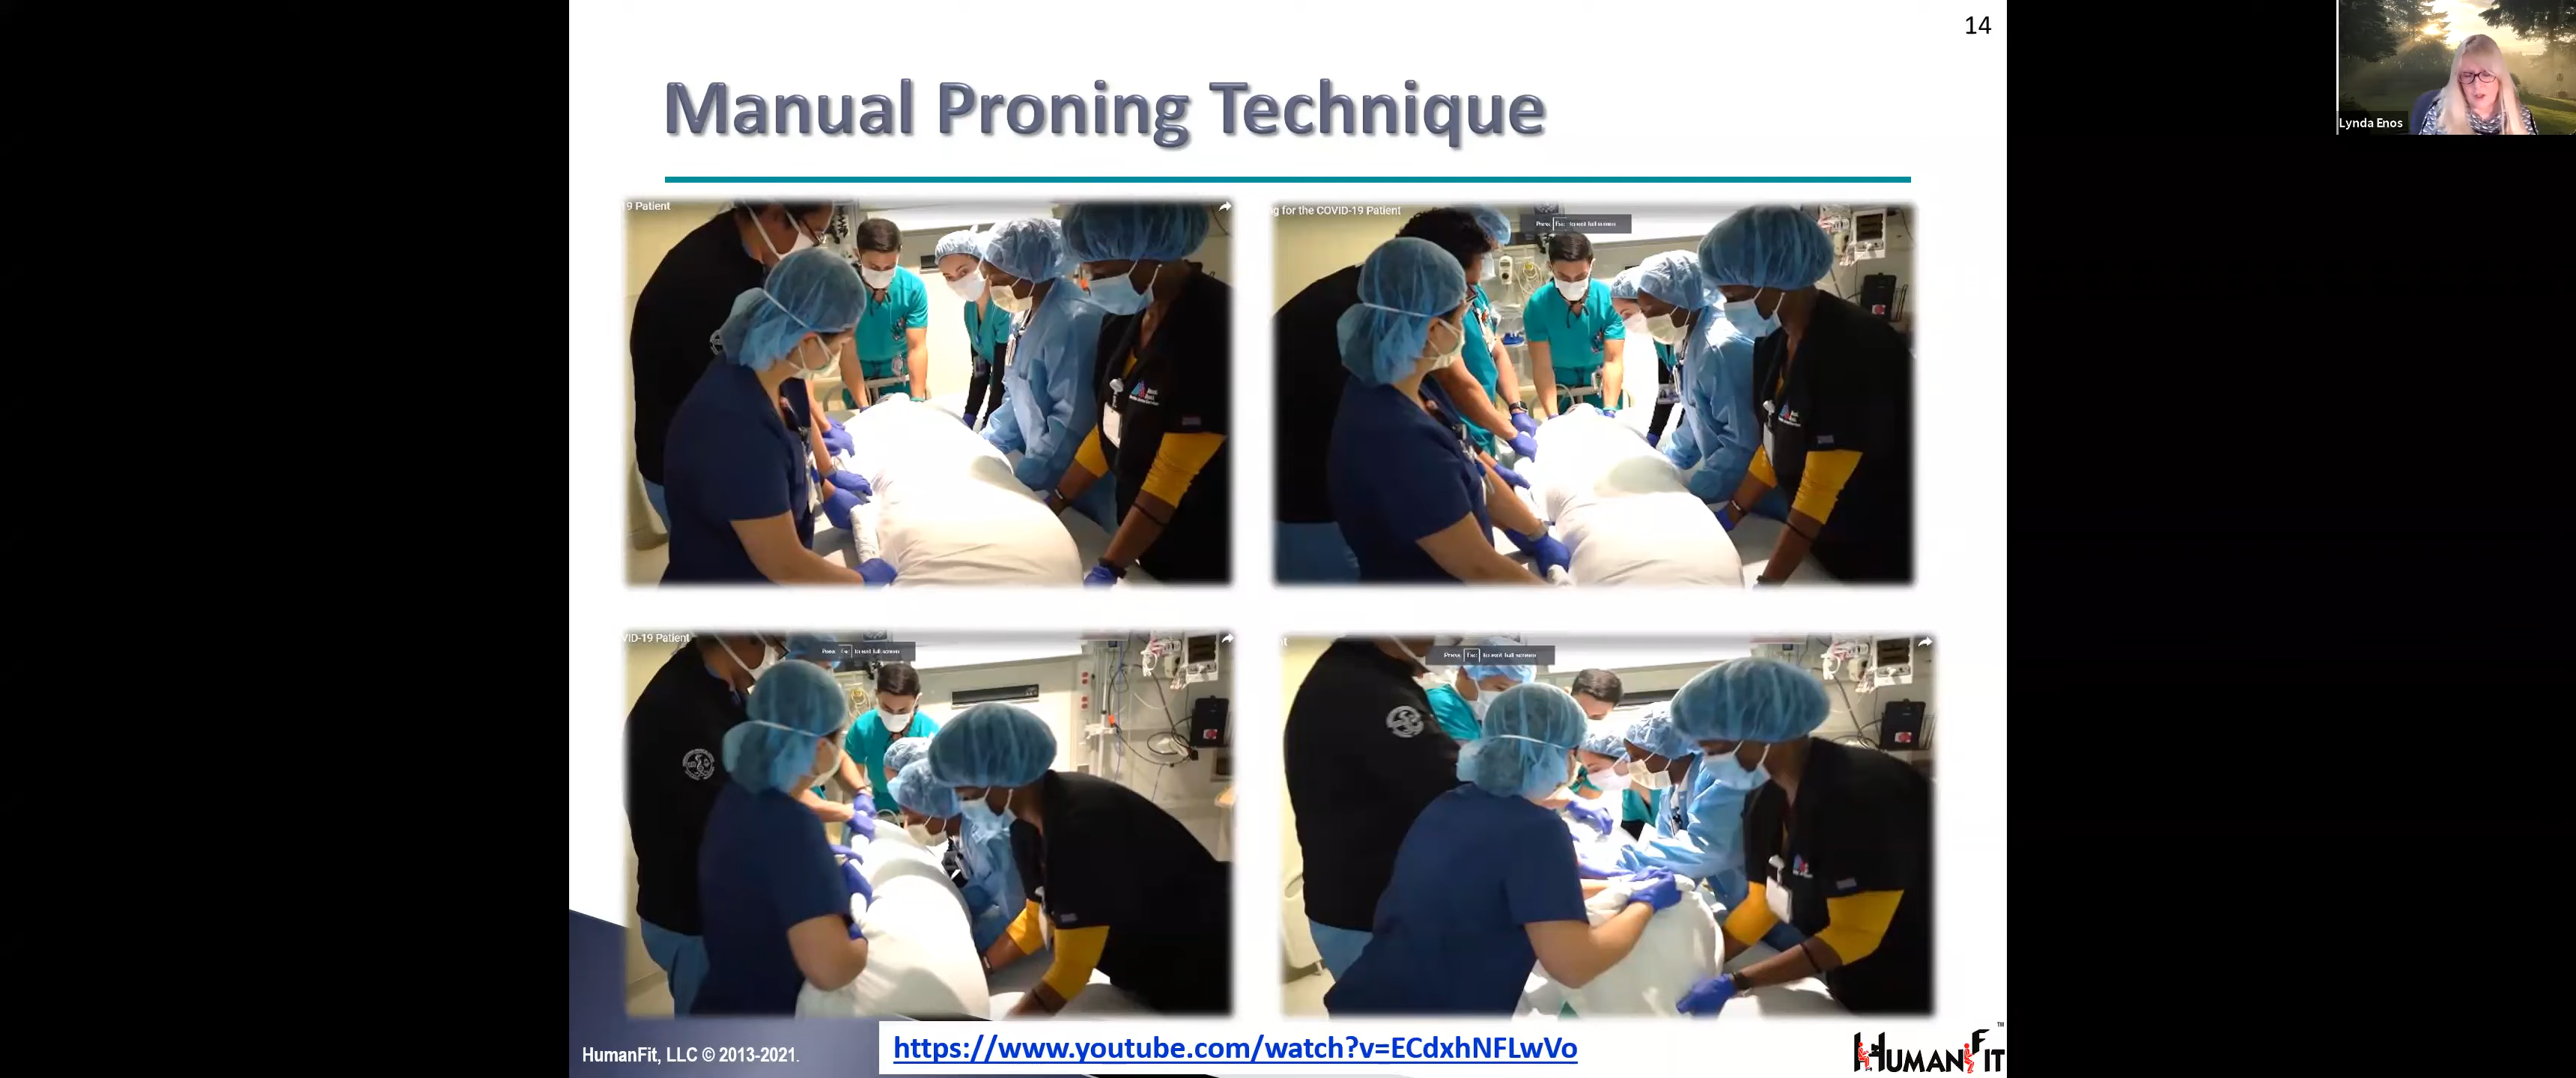 14
Lynda Enos
Manual Proning Technique
9 Patient
g for the COVID-19 Patient
Press Esc to exit full screen
VID-19 Patient
Press Esc to exit full screen
Press Esc to exit full screen
HumanFit, LLC © 2013-2021.
https://www.youtube.com/watch?v=ECdxhNFLwVo
HUMANFIT™